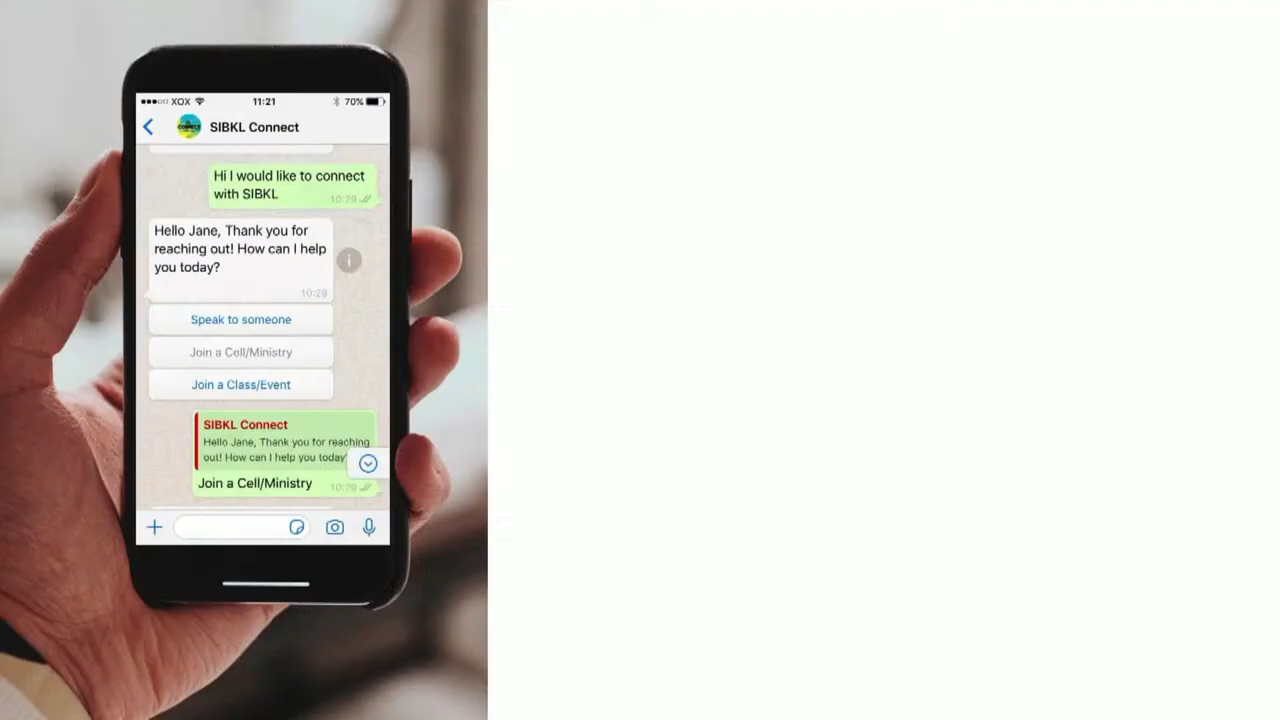 XOX
11:21
70%
SIBKL Connect
Hi I would like to connect
with SIBKL
10:29
Hello Jane, Thank you for
reaching out! How can I help
you today?
10:29
Speak to someone
Join a Cell/Ministry
Join a Class/Event
SIBKL Connect
Hello Jane, Thank you for reaching
out! How can I help you today
Join a Cell/Ministry
10:29